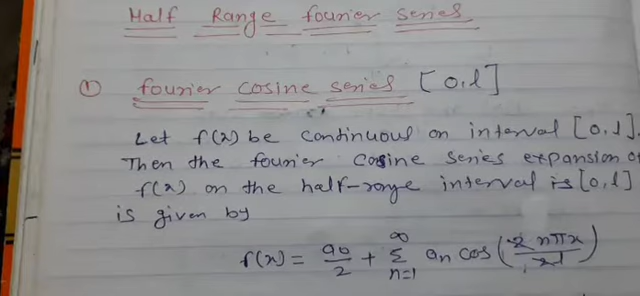 Half Range fourier series
① fourier cosine series [0,l]
Let f(x) be continuous on interval [0,l].
Then the fourier cosine series expansion of
f(x) on the half-range interval is [0,l]
is given by
f(x) = a0/2 + ∞ Σ n=1 an cos (2nπx/2l)